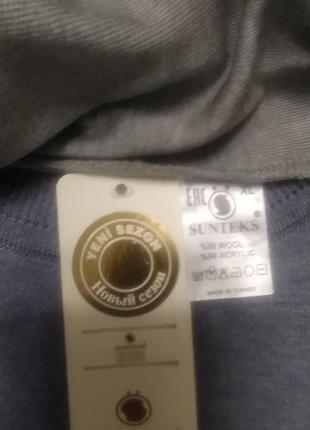 YENİ SEZON
Новый сезон
EAC
XL
SUNTEKS
%50 WOOL
%50 ACRYLIC
MADE IN TURKEY